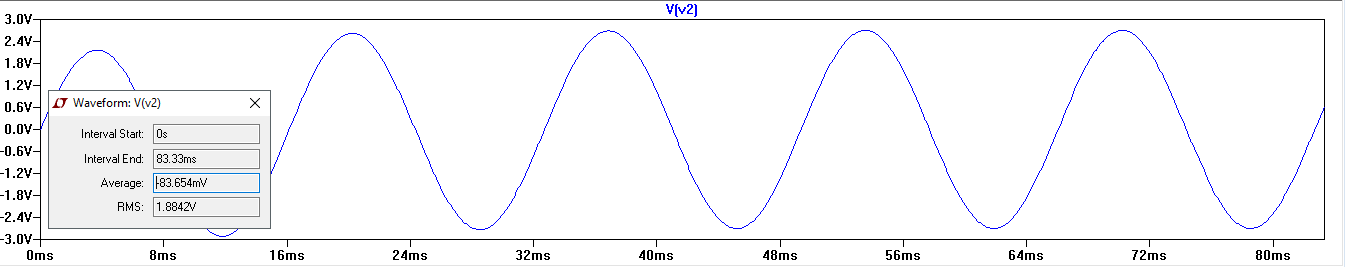 V(v2)
3.0V
2.4V
1.8V
1.2V
0.6V
0.0V
-0.6V
-1.2V
-1.8V
-2.4V
-3.0V
Waveform: V(v2)
Interval Start: 0s
Interval End: 83.33ms
Average: -83.654mV
RMS: 1.8842V
0ms 8ms 16ms 24ms 32ms 40ms 48ms 56ms 64ms 72ms 80ms